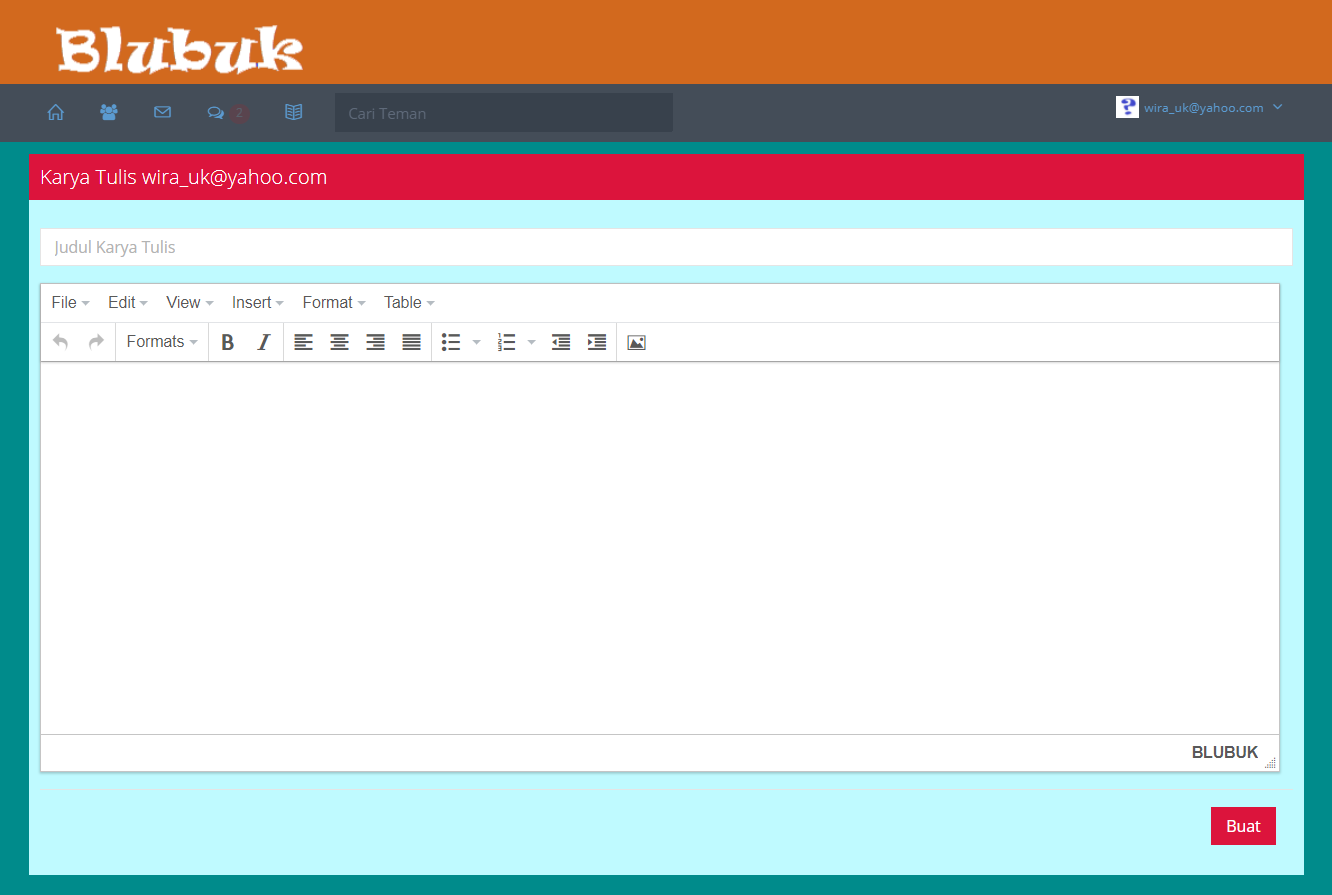 Blubuk
2 Cari Teman wira_uk@yahoo.com
Karya Tulis wira_uk@yahoo.com
Judul Karya Tulis
File Edit View Insert Format Table
Formats B I
BLUBUK
Buat